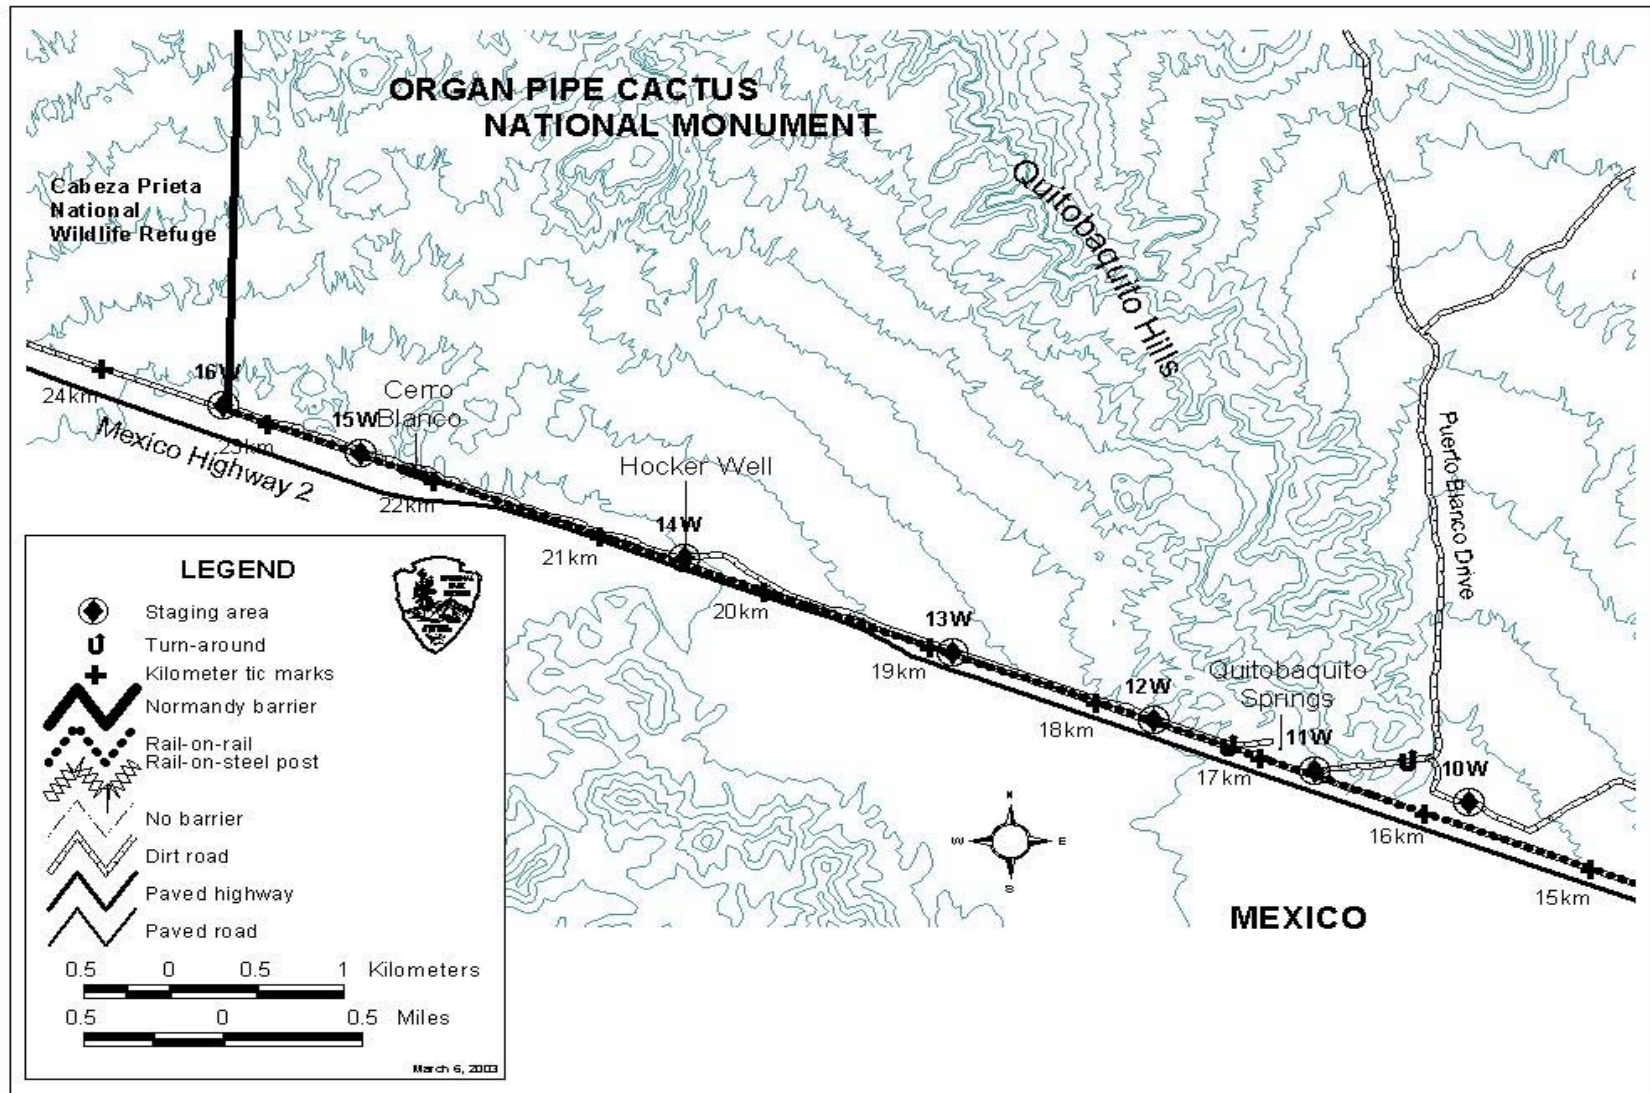 ORGAN PIPE CACTUS
NATIONAL MONUMENT
Cabeza Prieta
National
Wildlife Refuge
Quitobaquito Hills
16W
24km
23km
15W
Cerro
Blanco
Mexico Highway 2
22km
Hocker Well
14W
21km
20km
13W
19km
12W
18km
Quitobaquito
Springs
11W
17km
10W
16km
15km
Puerto Blanco Drive
N
W
E
S
MEXICO
LEGEND
Staging area
Turn-around
Kilometer tic marks
Normandy barrier
Rail-on-rail
Rail-on-steel post
No barrier
Dirt road
Paved highway
Paved road
0.5 0 0.5 1 Kilometers
0.5 0 0.5 Miles
March 6, 2003